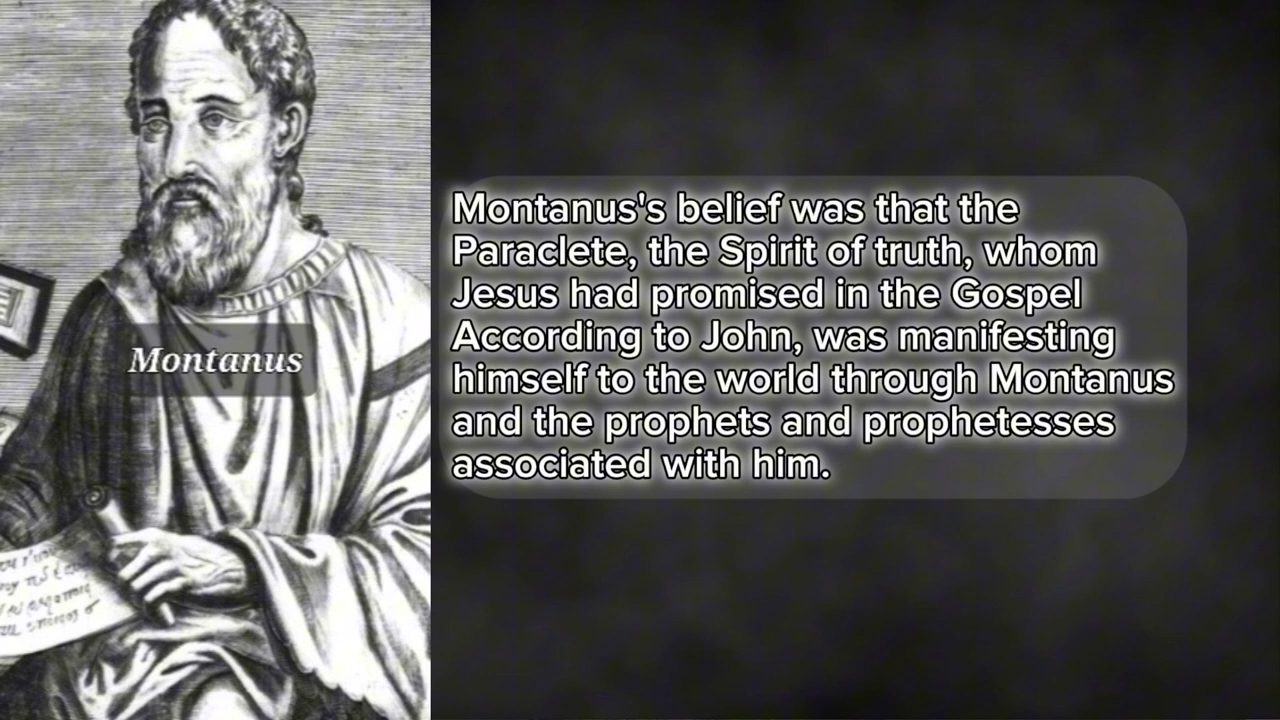 Montanus
Montanus's belief was that the
Paraclete, the Spirit of truth, whom
Jesus had promised in the Gospel
According to John, was manifesting
himself to the world through Montanus
and the prophets and prophetesses
associated with him.